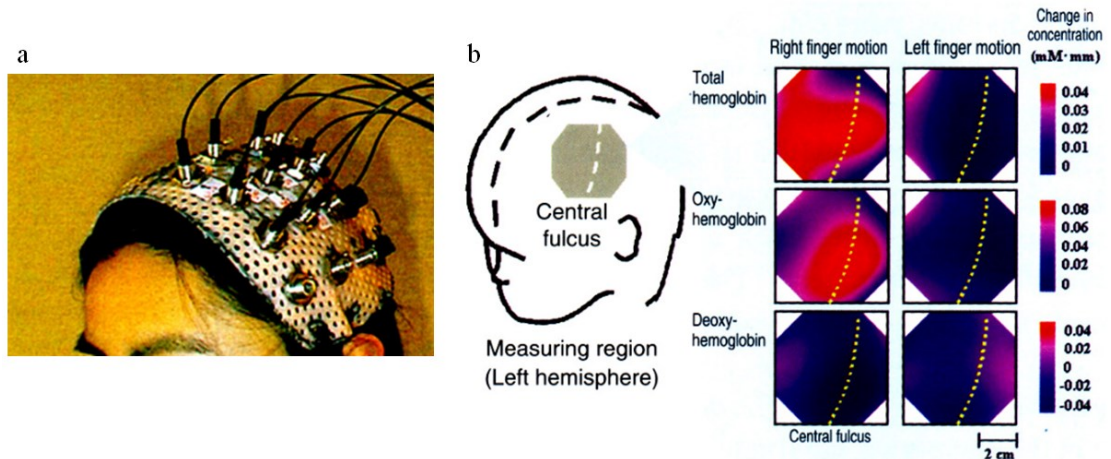 a
b
Central
fulcus
Measuring region
(Left hemisphere)
Right finger motion
Left finger motion
Change in
concentration
(mM·mm)
Total
hemoglobin
0.04
0.03
0.02
0.01
0
Oxy-
hemoglobin
0.08
0.06
0.04
0.02
0
Deoxy-
hemoglobin
0.04
0.02
0
-0.02
-0.04
Central fulcus
2 cm